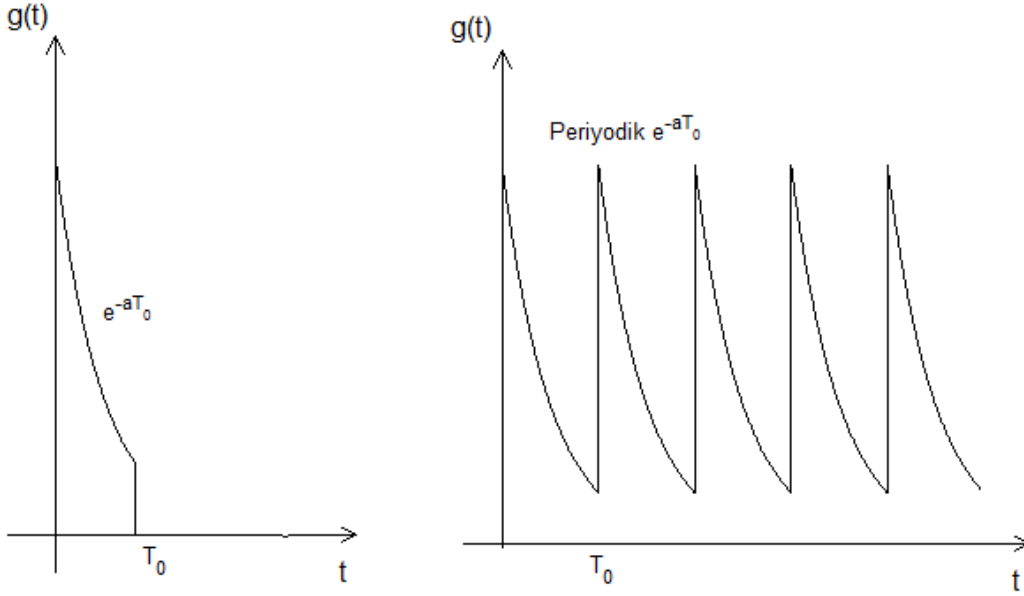 g(t)
e^-aT₀
T₀
t
g(t)
Periyodik e^-aT₀
T₀
t